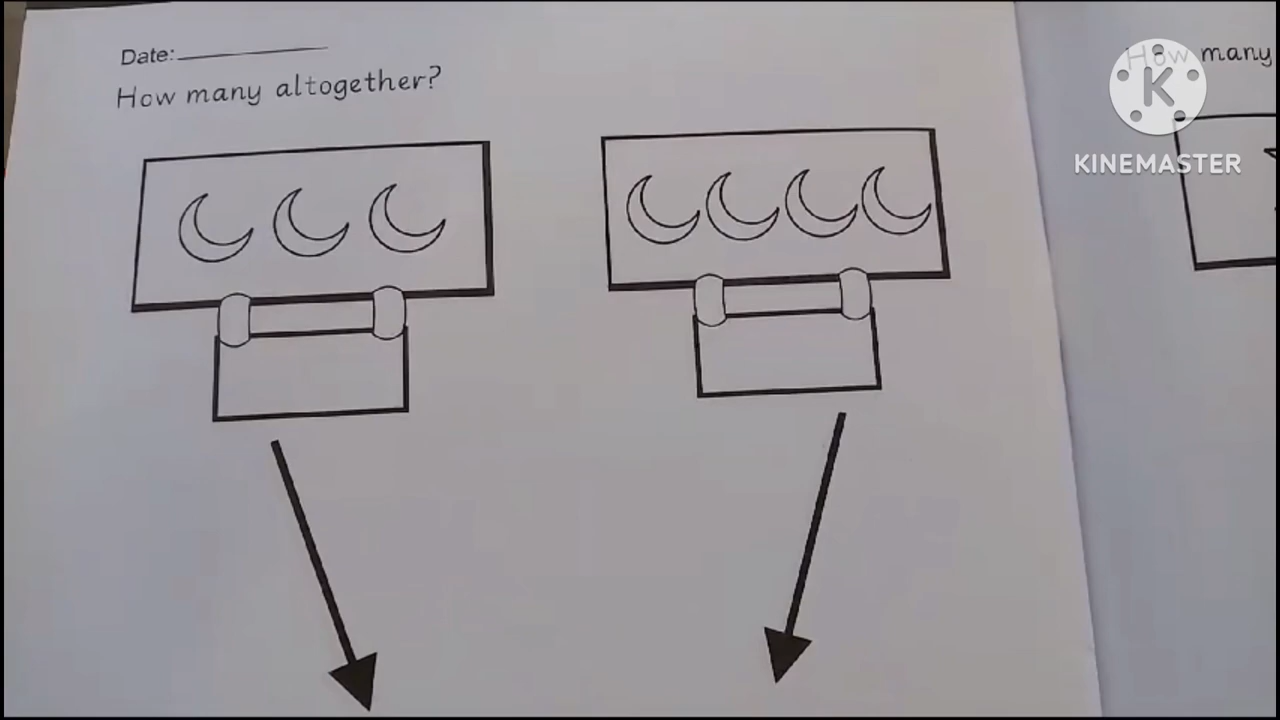 Date:
How many altogether?
How many
K
KINEMASTER